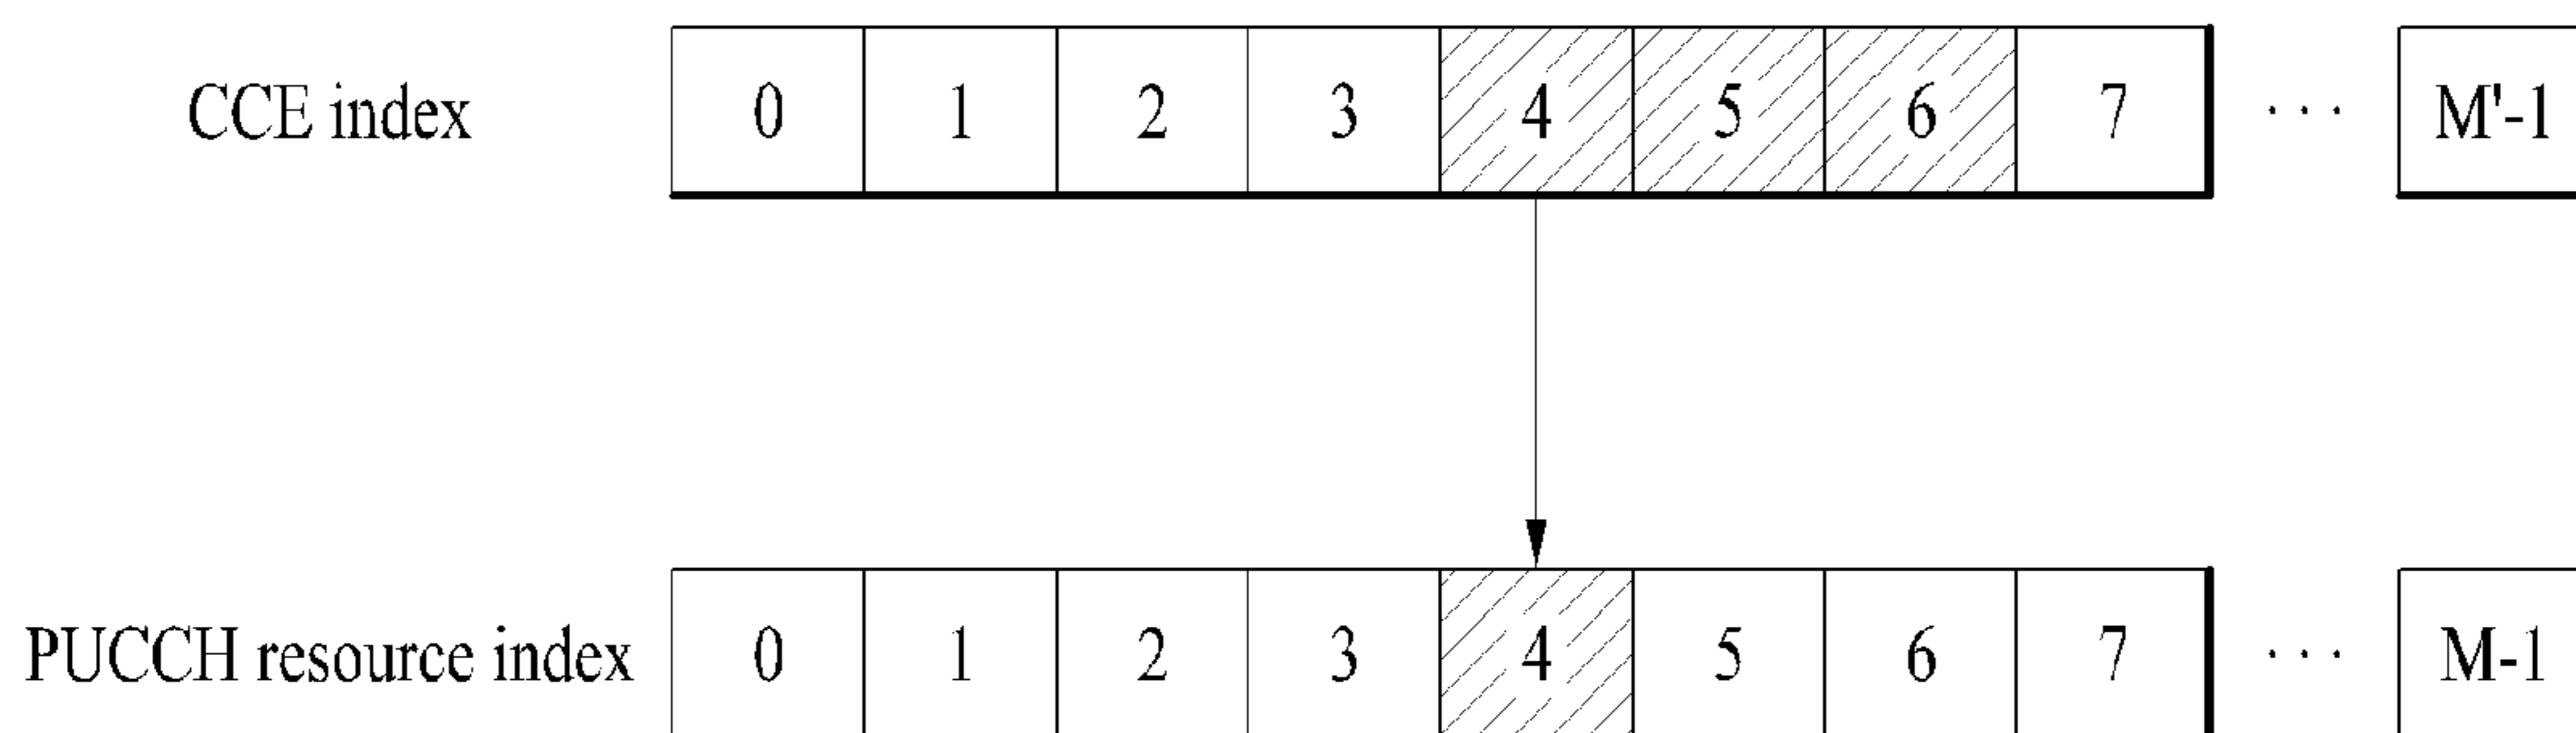 CCE index 0 1 2 3 4 5 6 7 ··· M'-1
PUCCH resource index 0 1 2 3 4 5 6 7 ··· M-1